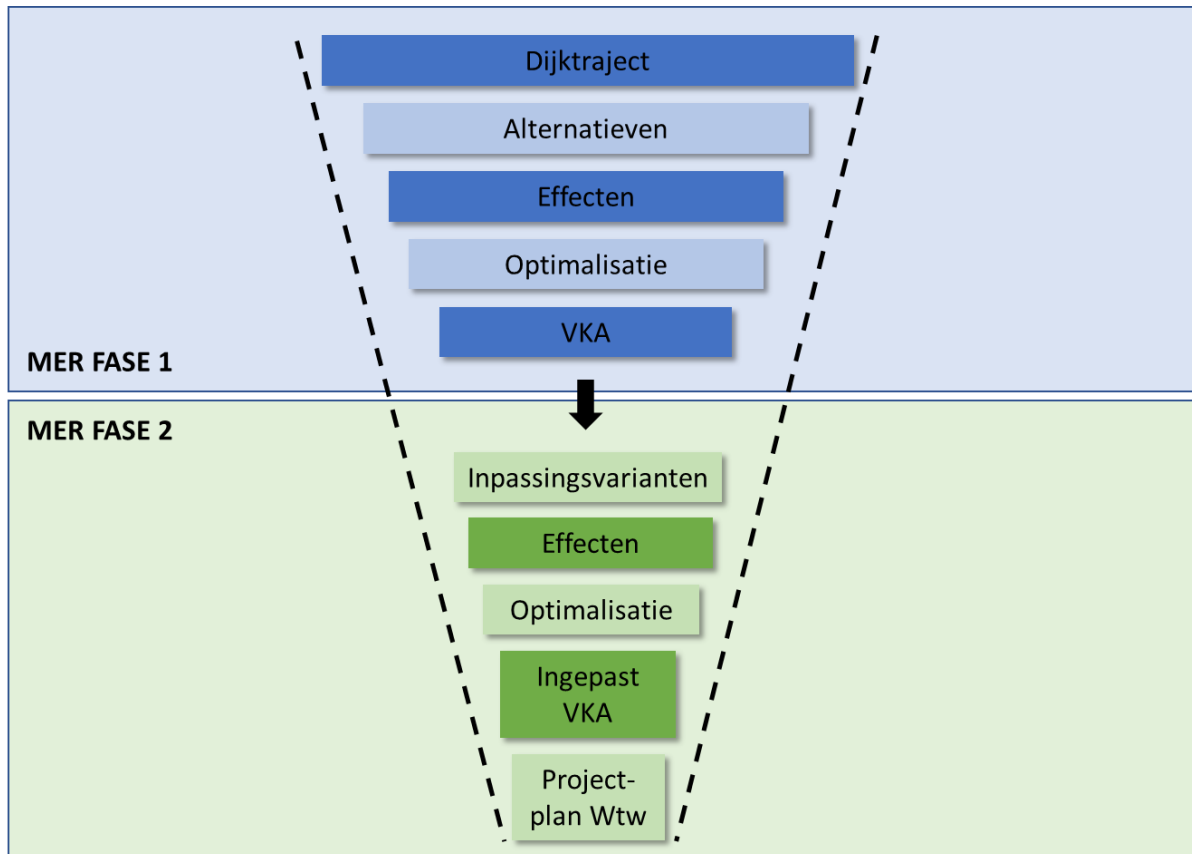 Dijktraject
Alternatieven
Effecten
Optimalisatie
VKA
MER FASE 1
MER FASE 2
Inpassingsvarianten
Effecten
Optimalisatie
Ingepast
VKA
Project-
plan Wtw